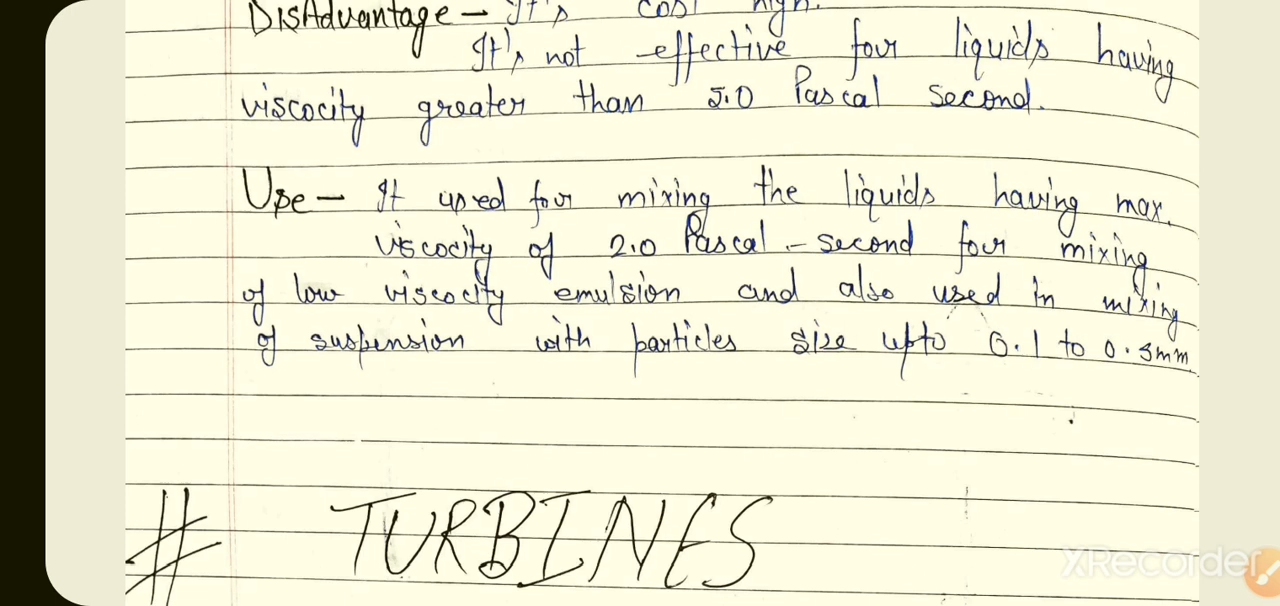 DisAdvantage - It's cost high.
It's not effective four liquids having
viscocity greater than 5.0 Pascal second.
Use - It used four mixing the liquids having max.
viscocity of 2.0 Pascal - second four mixing
of low viscocity emulsion and also used in mixing
of suspension with particles size upto 0.1 to 0.5mm
# TURBINES
XRecorder